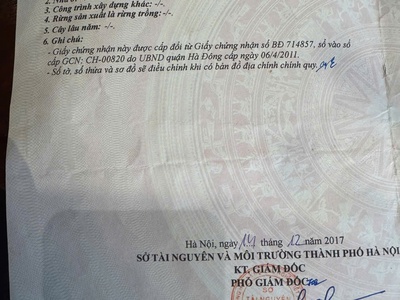 3. Công trình xây dựng khác: -/-.
4. Rừng sản xuất là rừng trồng: -/-.
5. Cây lâu năm: -/-.
6. Ghi chú:
- Giấy chứng nhận này được cấp đổi từ Giấy chứng nhận số BĐ 714857, số vào sổ
cấp GCN: CH-00820 do UBND quận Hà Đông cấp ngày 06/4/2011.
- Số tờ, số thửa và sơ đồ sẽ điều chỉnh khi có bản đồ địa chính chính quy.
Hà Nội, ngày 14 tháng 12 năm 2017
SỞ TÀI NGUYÊN VÀ MÔI TRƯỜNG THÀNH PHỐ HÀ NỘI
KT. GIÁM ĐỐC
PHÓ GIÁM ĐỐC
SỞ
TÀI NGUYÊN